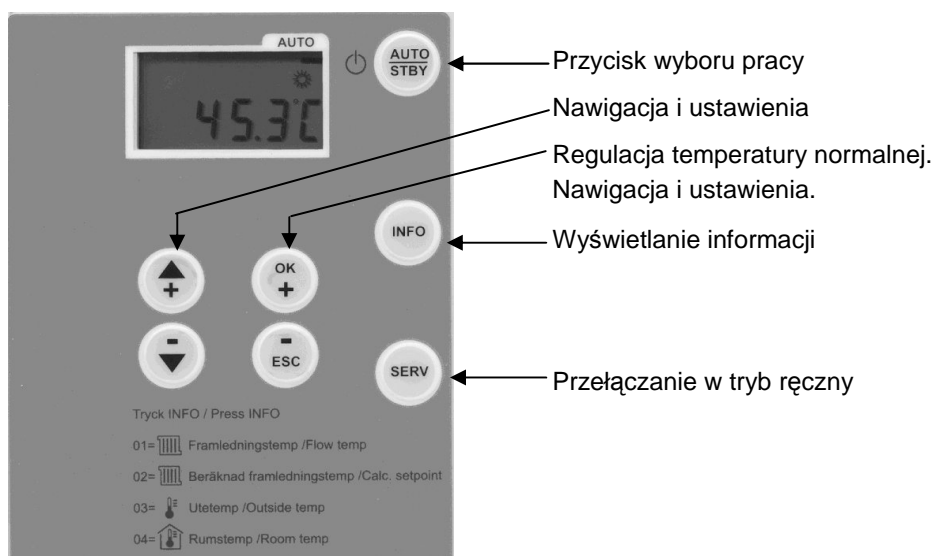 AUTO
AUTO
STBY
45.3°C
Przycisk wyboru pracy
Nawigacja i ustawienia
Regulacja temperatury normalnej.
Nawigacja i ustawienia.
INFO
Wyświetlanie informacji
+
OK
+
-
-
ESC
SERV
Przełączanie w tryb ręczny
Tryck INFO / Press INFO
01= Framledningstemp /Flow temp
02= Beräknad framledningstemp /Calc. setpoint
03= Utetemp /Outside temp
04= Rumstemp /Room temp